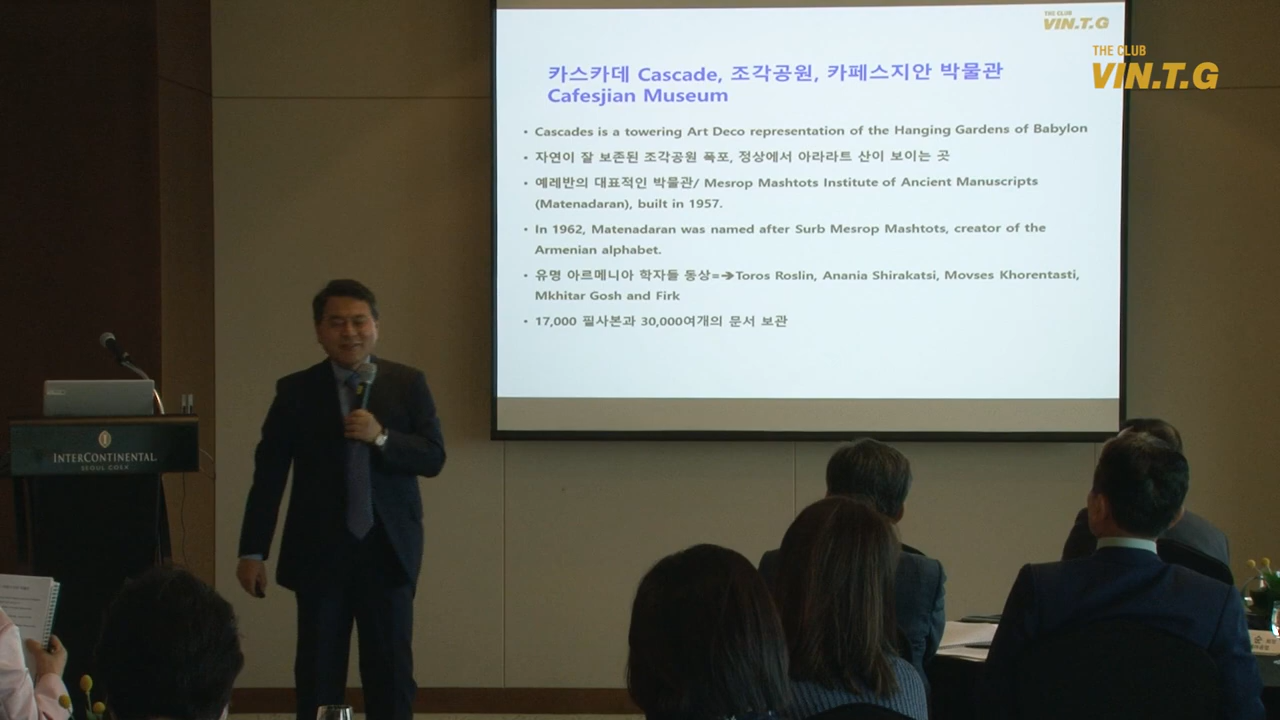 THE CLUB
VIN.T.G
THE CLUB
VIN.T.G
카스카데 Cascade, 조각공원, 카페스지안 박물관
Cafesjian Museum
• Cascades is a towering Art Deco representation of the Hanging Gardens of Babylon
• 자연이 잘 보존된 조각공원 폭포, 정상에서 아라라트 산이 보이는 곳
• 예레반의 대표적인 박물관/ Mesrop Mashtots Institute of Ancient Manuscripts
(Matenadaran), built in 1957.
• In 1962, Matenadaran was named after Surb Mesrop Mashtots, creator of the
Armenian alphabet.
• 유명 아르메니아 학자들 동상=➔Toros Roslin, Anania Shirakatsi, Movses Khorentasti,
Mkhitar Gosh and Firk
• 17,000 필사본과 30,000여개의 문서 보관
INTERCONTINENTAL
SEOUL COEX